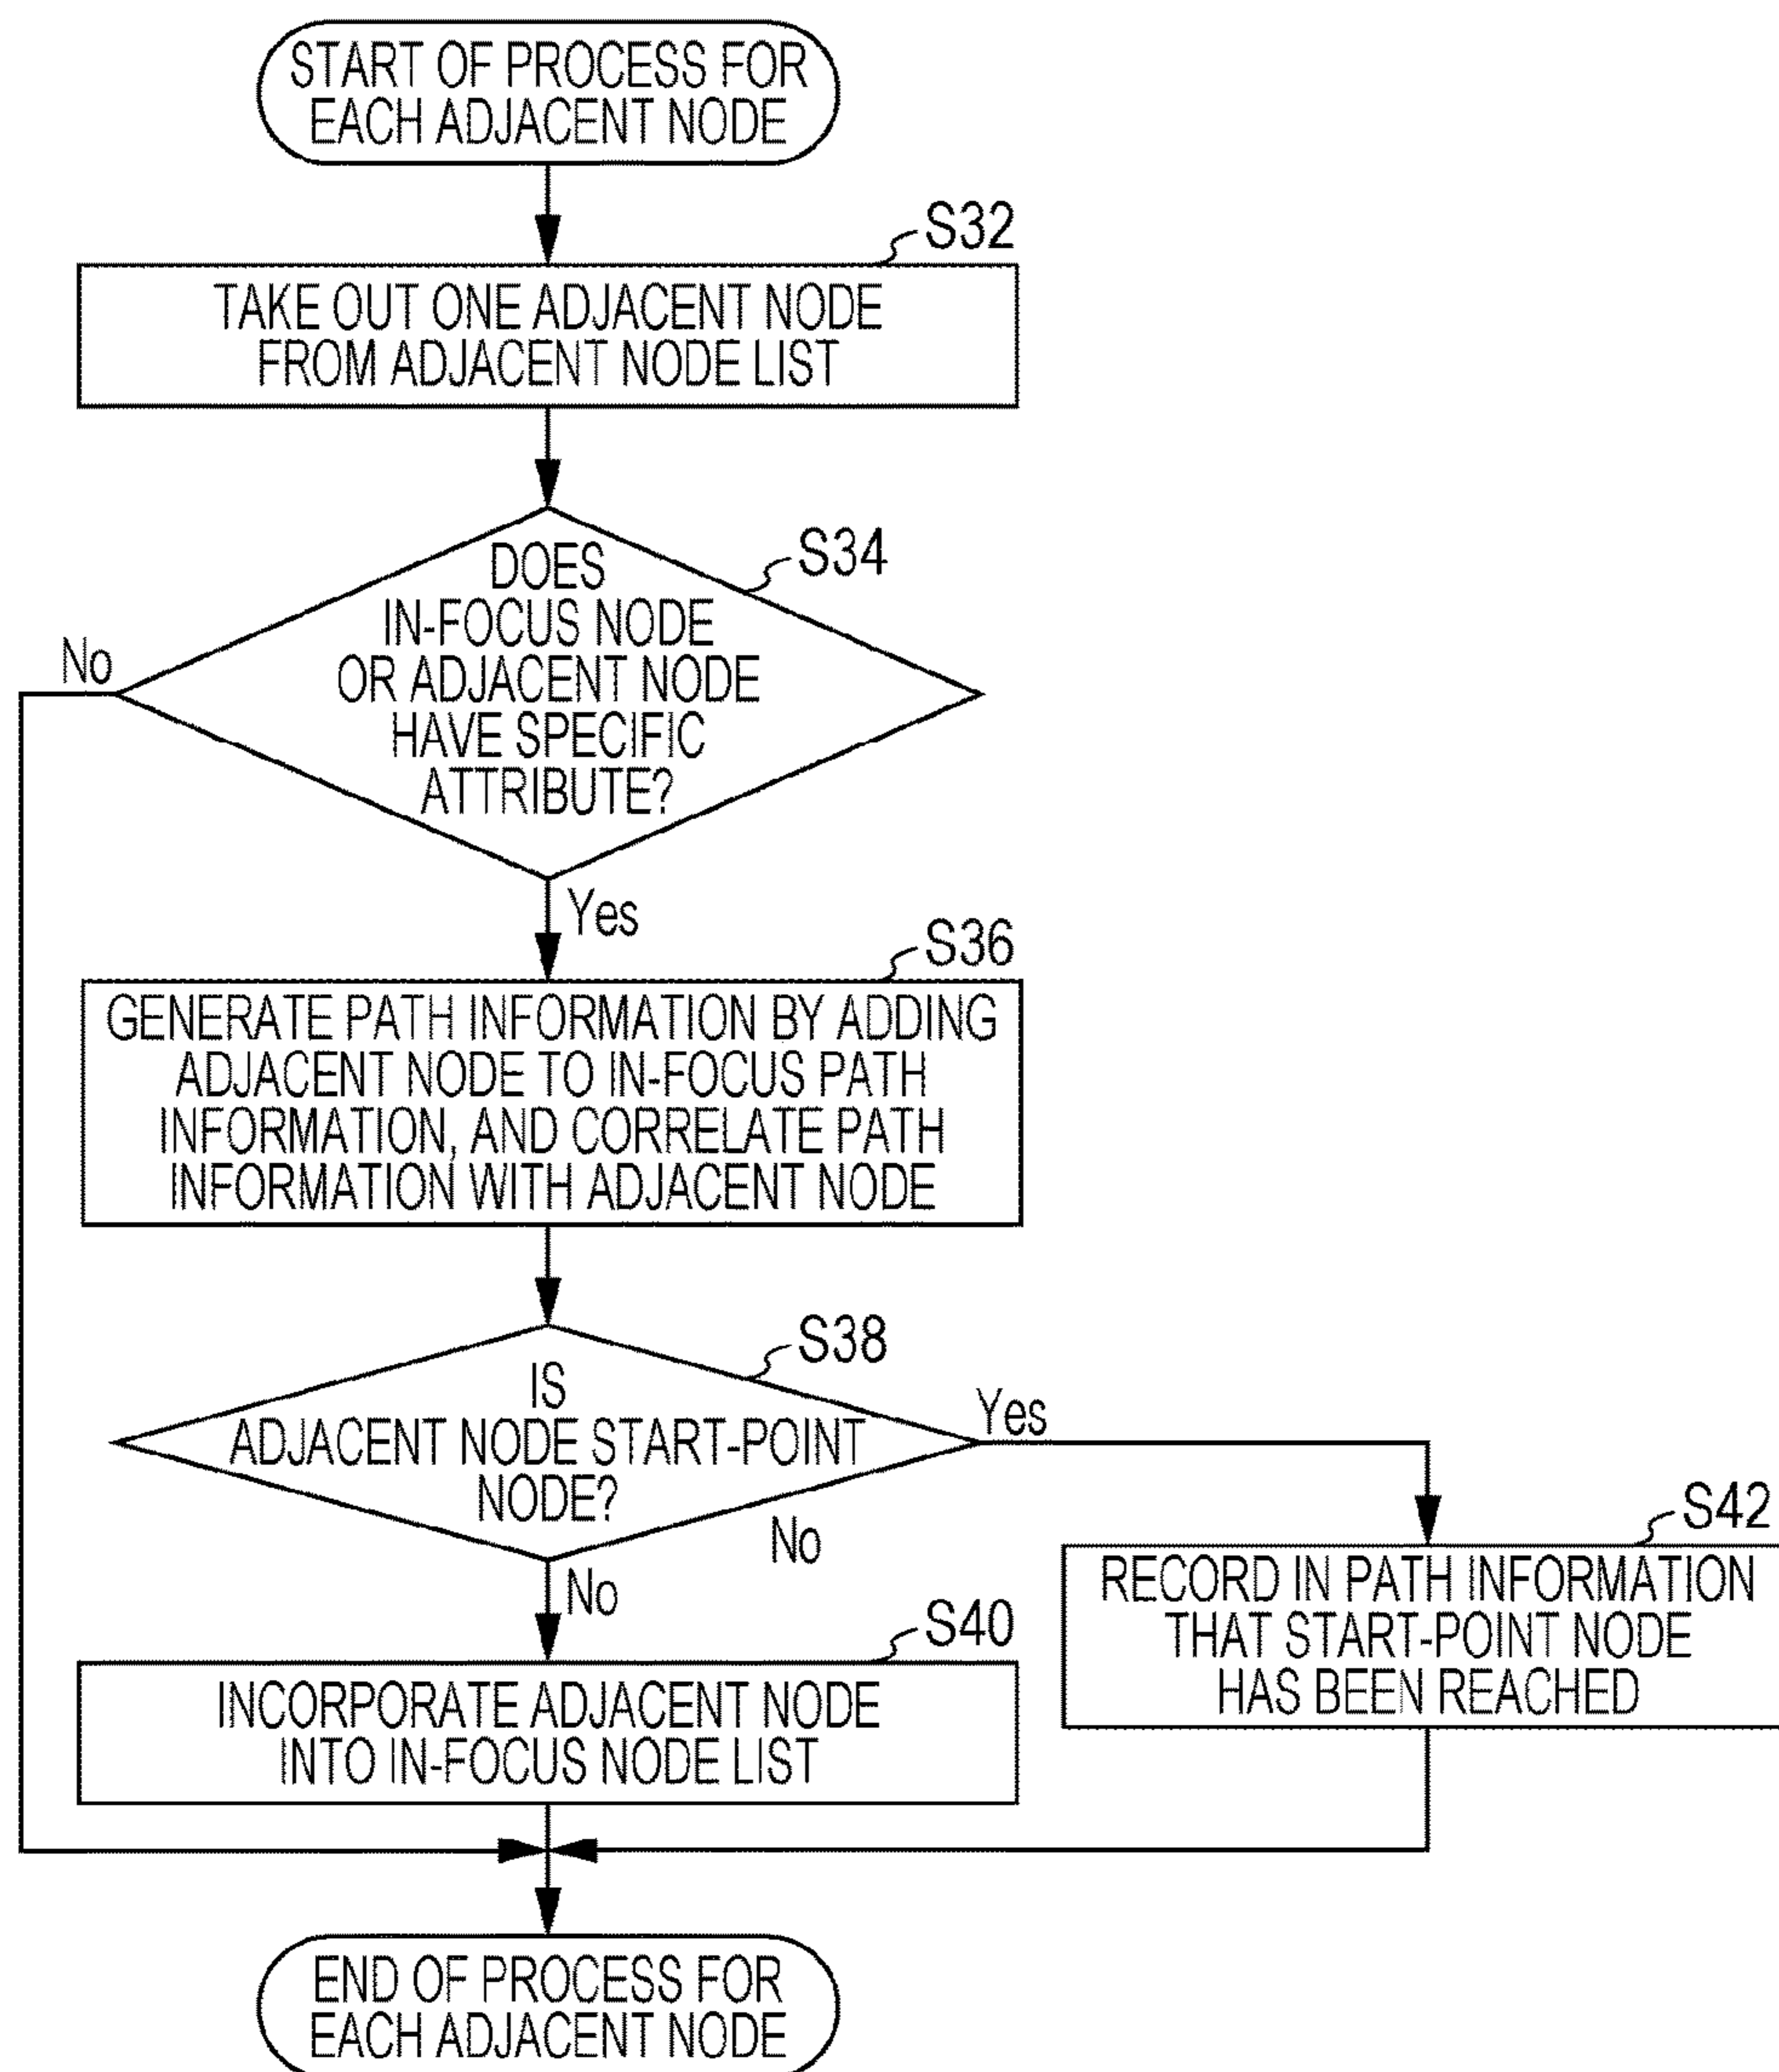 START OF PROCESS FOR
EACH ADJACENT NODE
S32
TAKE OUT ONE ADJACENT NODE
FROM ADJACENT NODE LIST
S34
DOES
IN-FOCUS NODE
OR ADJACENT NODE
HAVE SPECIFIC
ATTRIBUTE?
No
Yes
S36
GENERATE PATH INFORMATION BY ADDING
ADJACENT NODE TO IN-FOCUS PATH
INFORMATION, AND CORRELATE PATH
INFORMATION WITH ADJACENT NODE
S38
IS
ADJACENT NODE START-POINT
NODE?
Yes
No
No
S42
RECORD IN PATH INFORMATION
THAT START-POINT NODE
HAS BEEN REACHED
S40
INCORPORATE ADJACENT NODE
INTO IN-FOCUS NODE LIST
END OF PROCESS FOR
EACH ADJACENT NODE